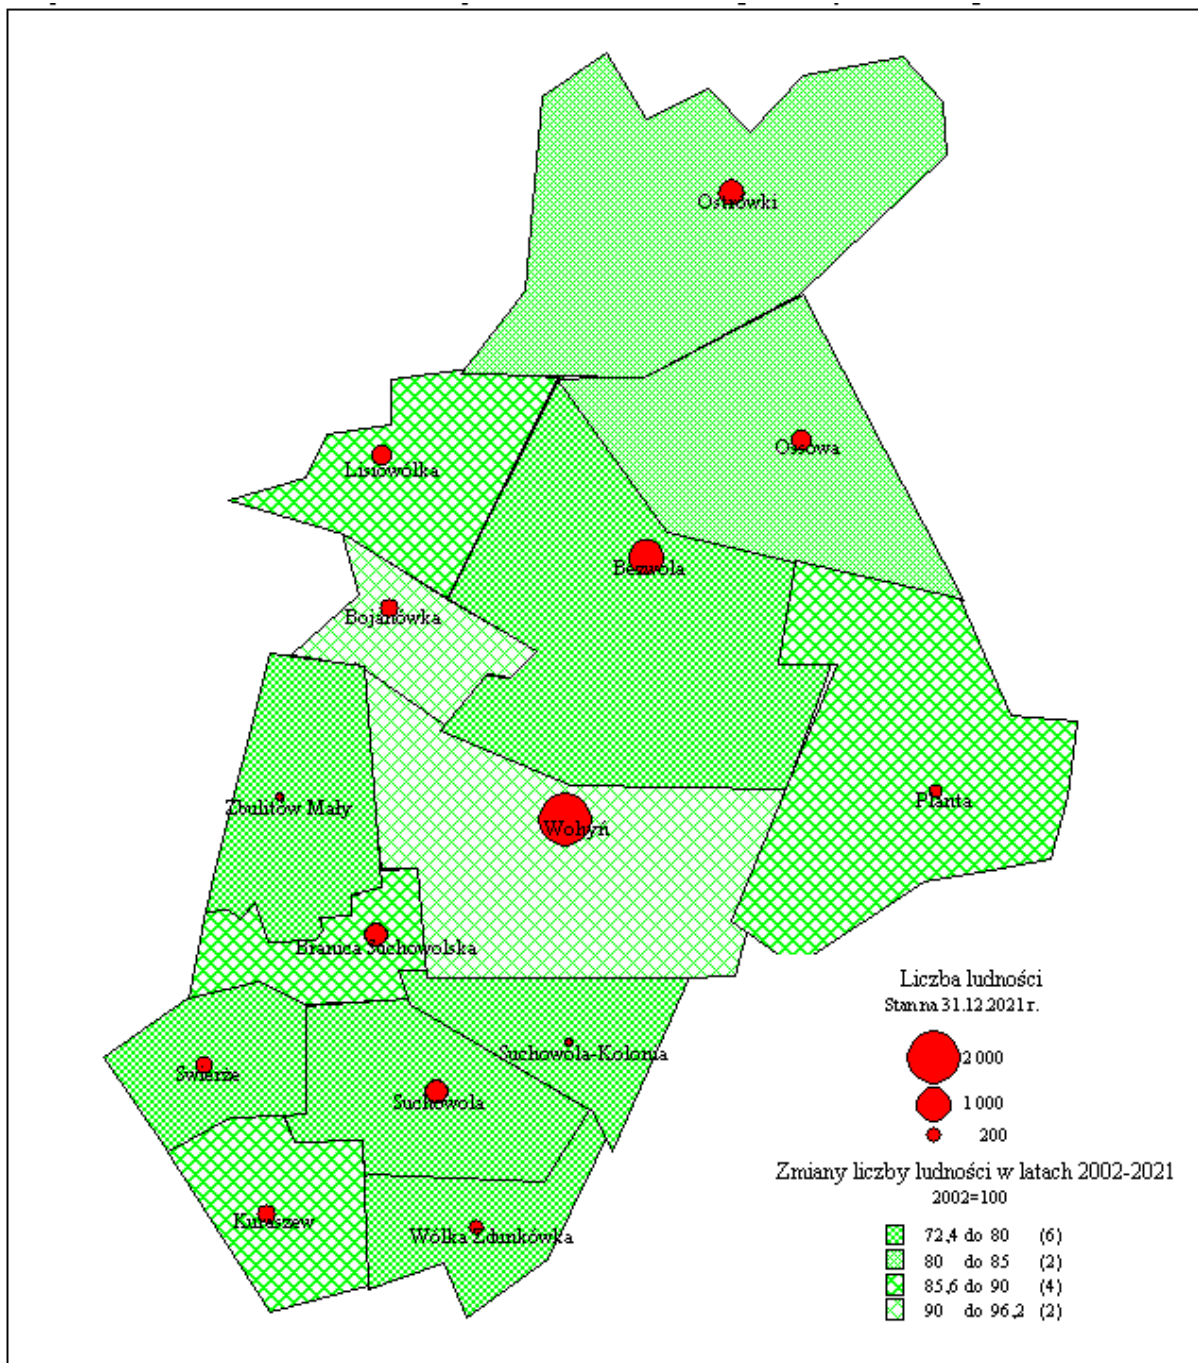 Ostrówki
Ossowa
Lisiowólka
Bezwola
Bojanówka
Zbulitów Mały
Planta
Wohyń
Branica Suchowolska
Suchowola-Kolonia
Świerże
Suchowola
Kuraszew
Wólka Zdunkówka
Liczba ludności
Stan na 31.12.2021 r.
2 000
1 000
200
Zmiany liczby ludności w latach 2002-2021
2002=100
72,4 do 80 (6)
80 do 85 (2)
85,6 do 90 (4)
90 do 96,2 (2)